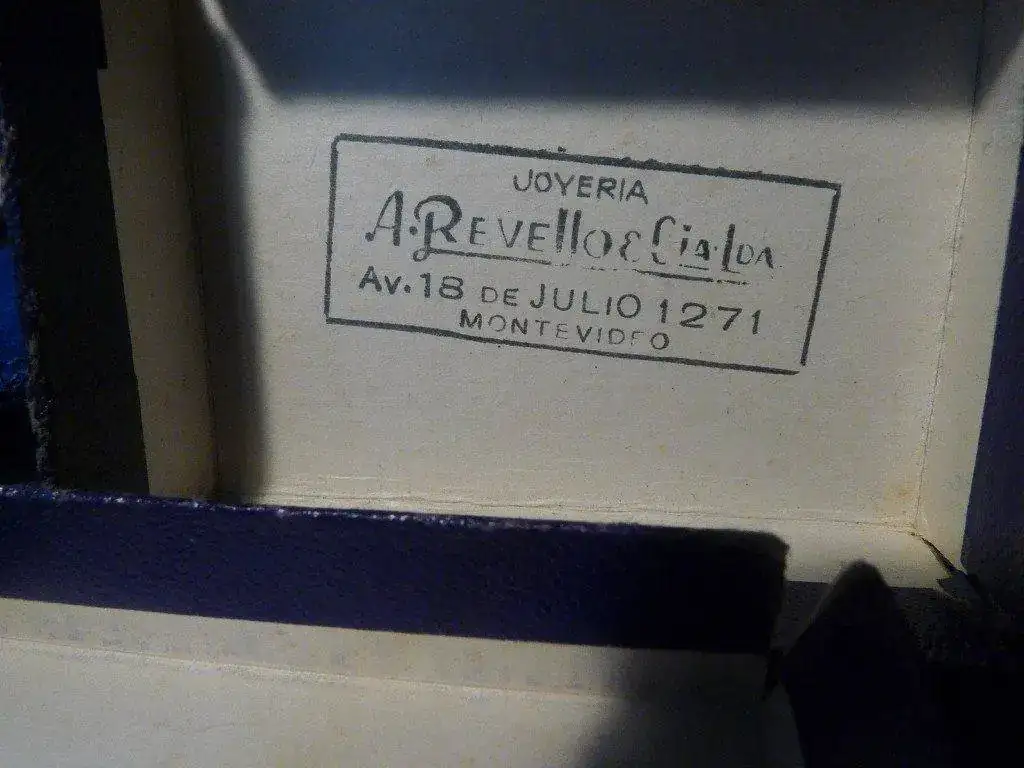 JOYERIA
A. REVELLO & Cia. LDA
Av. 18 DE JULIO 1271
MONTEVIDEO